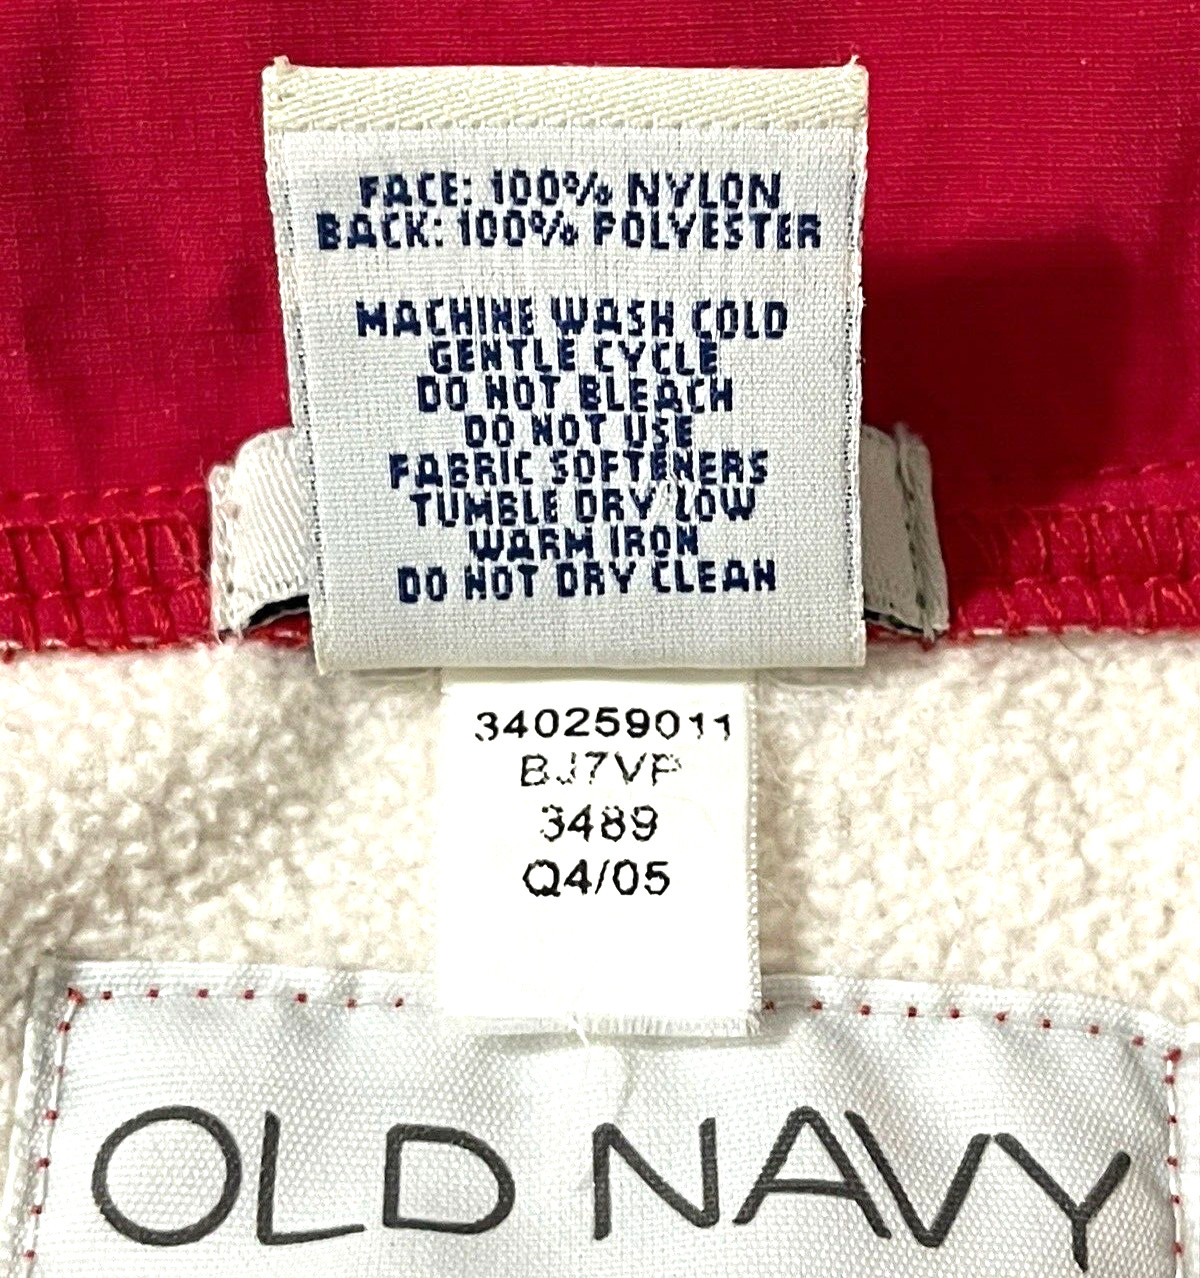 FACE: 100% NYLON
BACK: 100% POLYESTER
MACHINE WASH COLD
GENTLE CYCLE
DO NOT BLEACH
DO NOT USE
FABRIC SOFTENERS
TUMBLE DRY LOW
WARM IRON
DO NOT DRY CLEAN
340259011
BJ7VP
3489
Q4/05
OLD NAVY